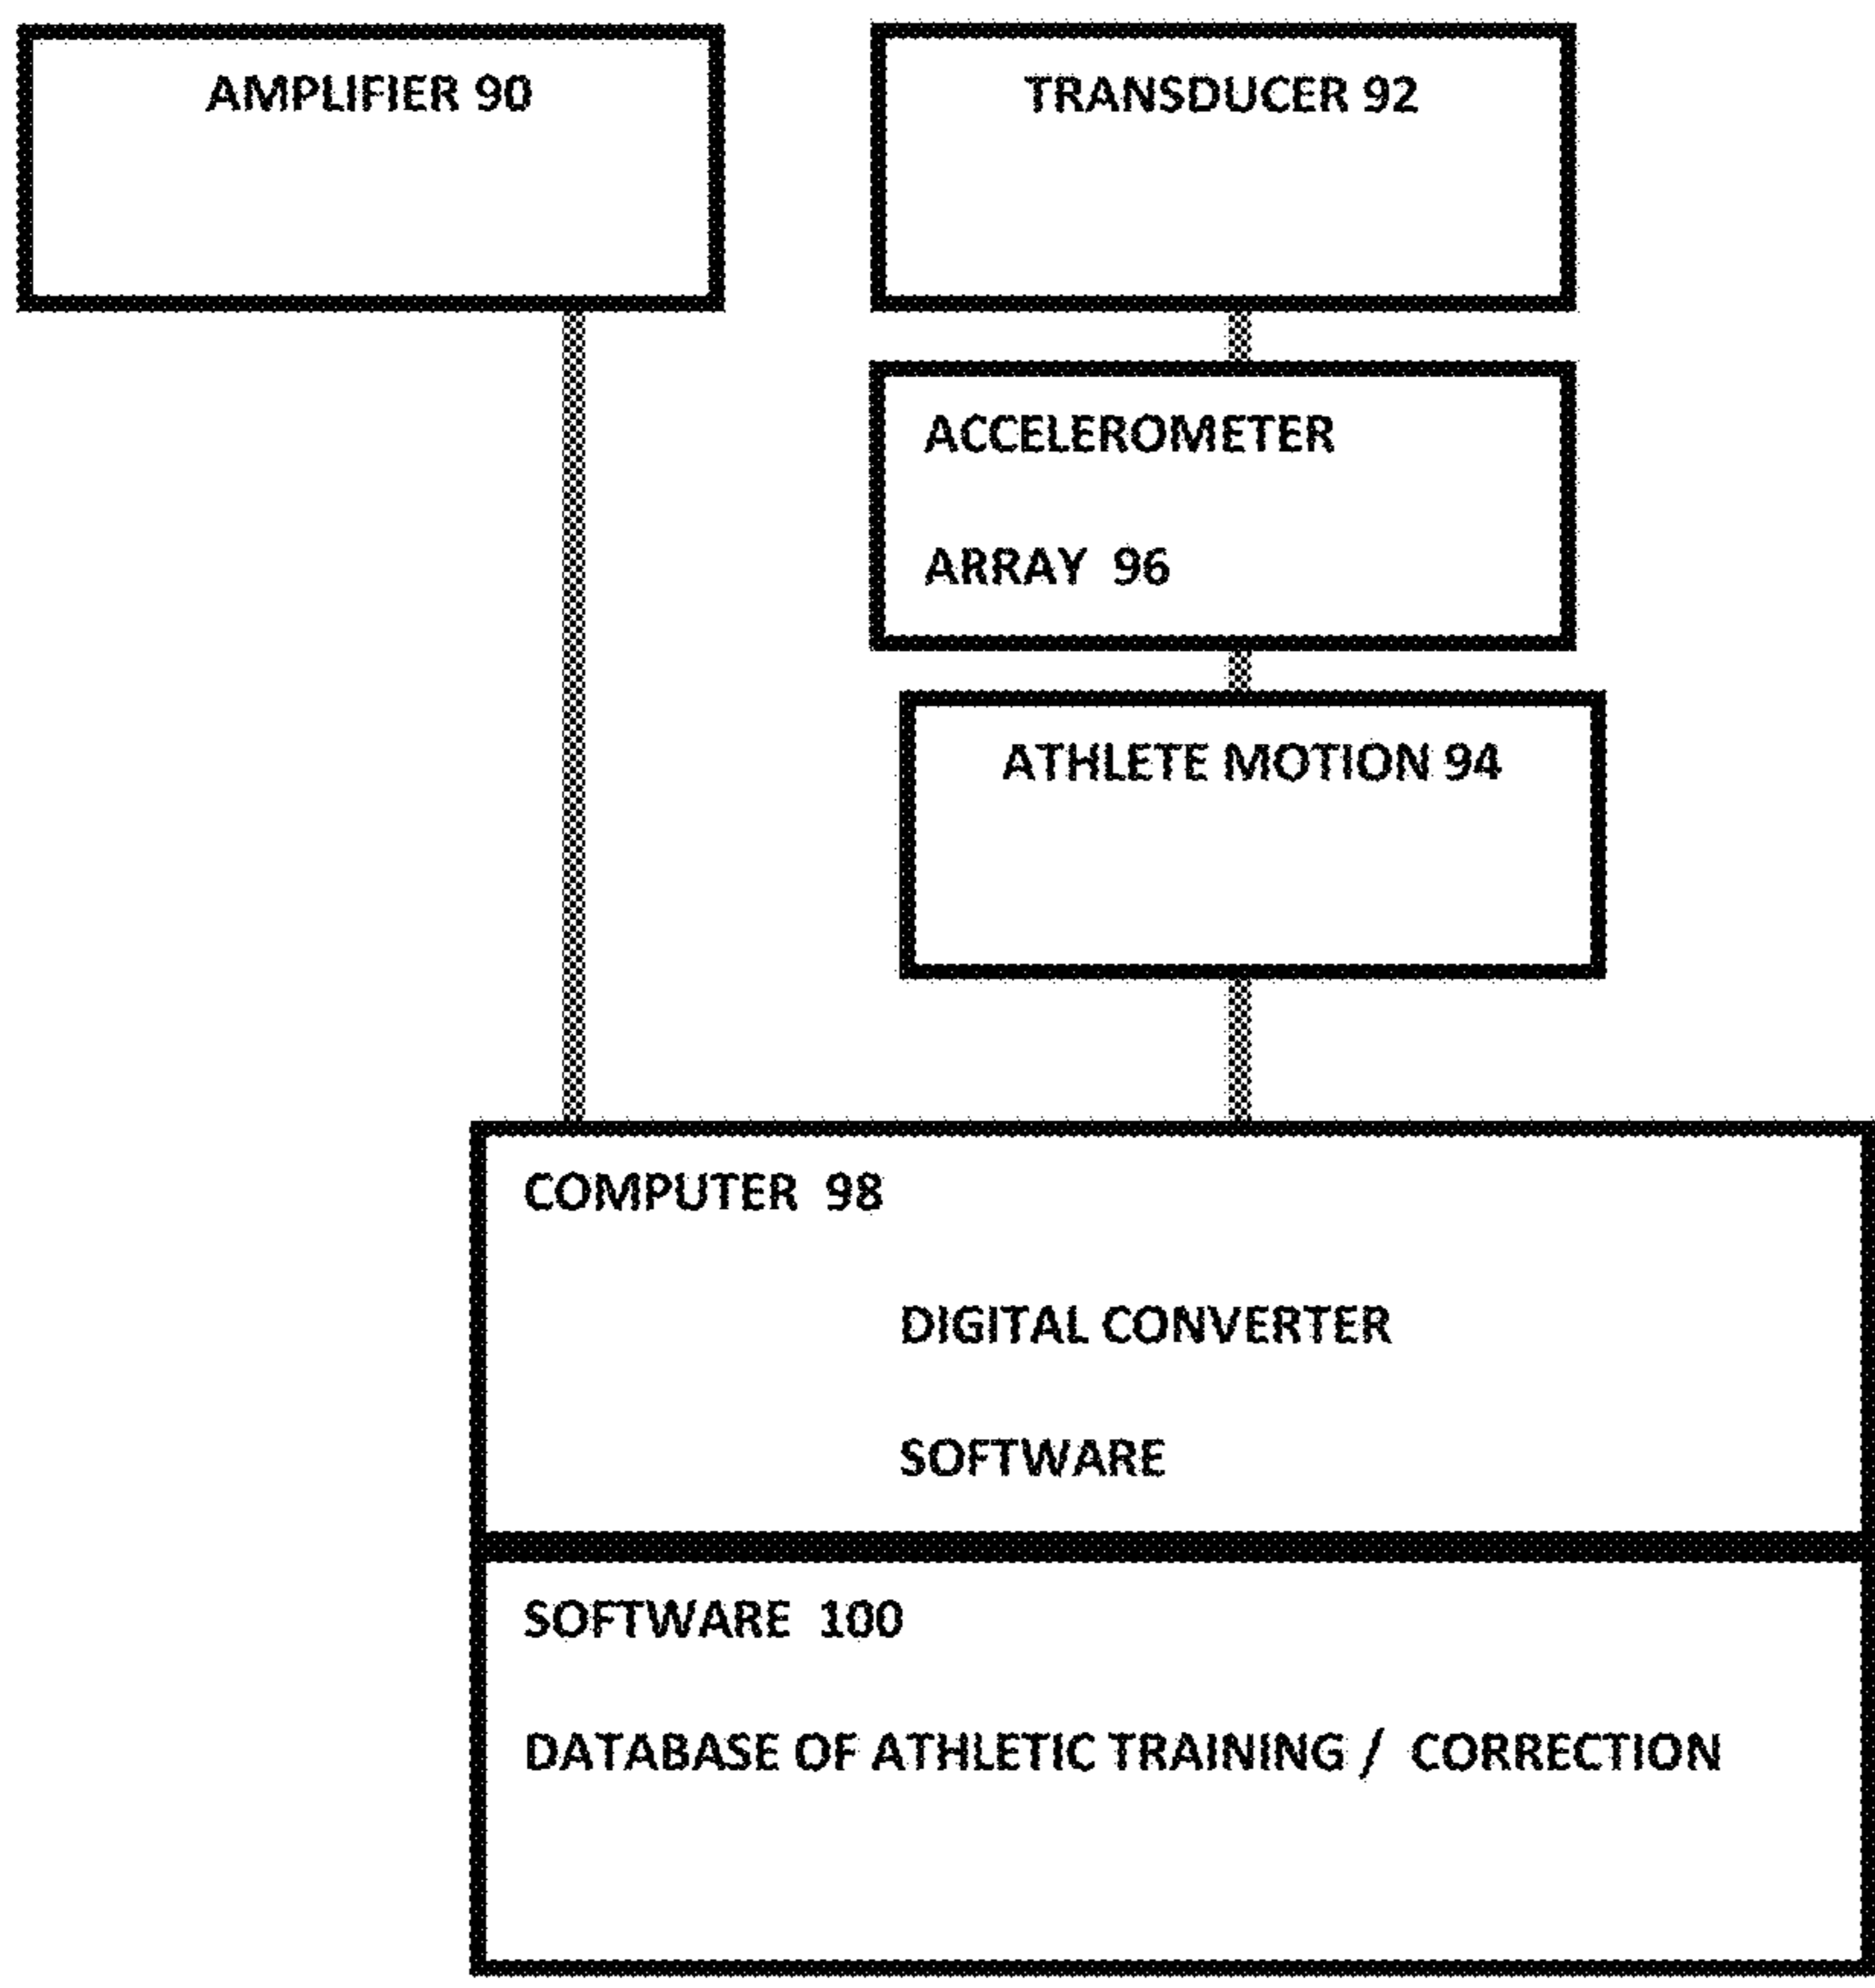 AMPLIFIER 90
TRANSDUCER 92
ACCELEROMETER
ARRAY 96
ATHLETE MOTION 94
COMPUTER 98
DIGITAL CONVERTER
SOFTWARE
SOFTWARE 100
DATABASE OF ATHLETIC TRAINING / CORRECTION